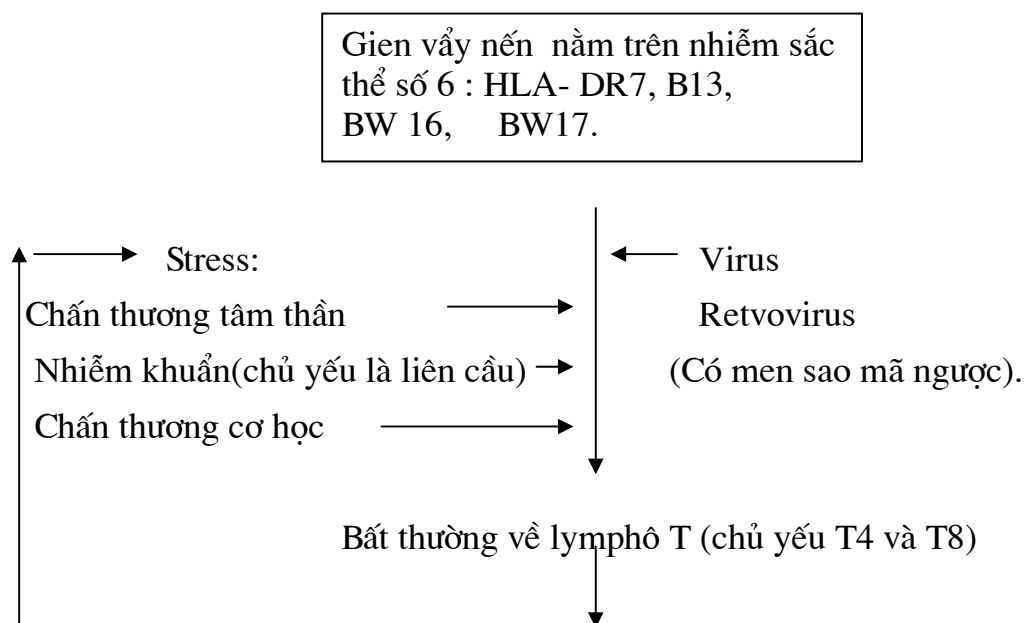 Gien vẩy nến nằm trên nhiễm sắc
thể số 6 : HLA- DR7, B13,
BW 16, BW17.
Stress:
Virus
Chấn thương tâm thần
Retvovirus
Nhiễm khuẩn(chủ yếu là liên cầu)
(Có men sao mã ngược).
Chấn thương cơ học
Bất thường về lymphô T (chủ yếu T4 và T8)